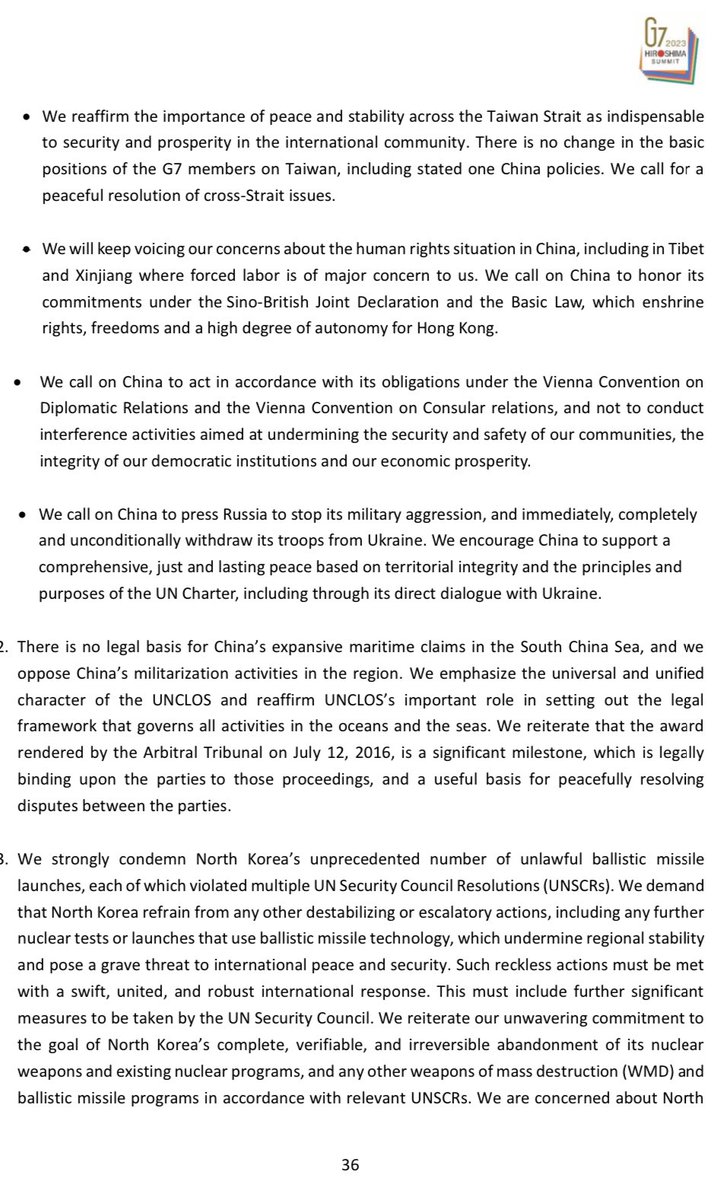 G7 2023
HIROSHIMA
SUMMIT
• We reaffirm the importance of peace and stability across the Taiwan Strait as indispensable
to security and prosperity in the international community. There is no change in the basic
positions of the G7 members on Taiwan, including stated one China policies. We call for a
peaceful resolution of cross-Strait issues.
• We will keep voicing our concerns about the human rights situation in China, including in Tibet
and Xinjiang where forced labor is of major concern to us. We call on China to honor its
commitments under the Sino-British Joint Declaration and the Basic Law, which enshrine
rights, freedoms and a high degree of autonomy for Hong Kong.
• We call on China to act in accordance with its obligations under the Vienna Convention on
Diplomatic Relations and the Vienna Convention on Consular relations, and not to conduct
interference activities aimed at undermining the security and safety of our communities, the
integrity of our democratic institutions and our economic prosperity.
• We call on China to press Russia to stop its military aggression, and immediately, completely
and unconditionally withdraw its troops from Ukraine. We encourage China to support a
comprehensive, just and lasting peace based on territorial integrity and the principles and
purposes of the UN Charter, including through its direct dialogue with Ukraine.
2. There is no legal basis for China’s expansive maritime claims in the South China Sea, and we
oppose China’s militarization activities in the region. We emphasize the universal and unified
character of the UNCLOS and reaffirm UNCLOS’s important role in setting out the legal
framework that governs all activities in the oceans and the seas. We reiterate that the award
rendered by the Arbitral Tribunal on July 12, 2016, is a significant milestone, which is legally
binding upon the parties to those proceedings, and a useful basis for peacefully resolving
disputes between the parties.
3. We strongly condemn North Korea’s unprecedented number of unlawful ballistic missile
launches, each of which violated multiple UN Security Council Resolutions (UNSCRs). We demand
that North Korea refrain from any other destabilizing or escalatory actions, including any further
nuclear tests or launches that use ballistic missile technology, which undermine regional stability
and pose a grave threat to international peace and security. Such reckless actions must be met
with a swift, united, and robust international response. This must include further significant
measures to be taken by the UN Security Council. We reiterate our unwavering commitment to
the goal of North Korea’s complete, verifiable, and irreversible abandonment of its nuclear
weapons and existing nuclear programs, and any other weapons of mass destruction (WMD) and
ballistic missile programs in accordance with relevant UNSCRs. We are concerned about North
36